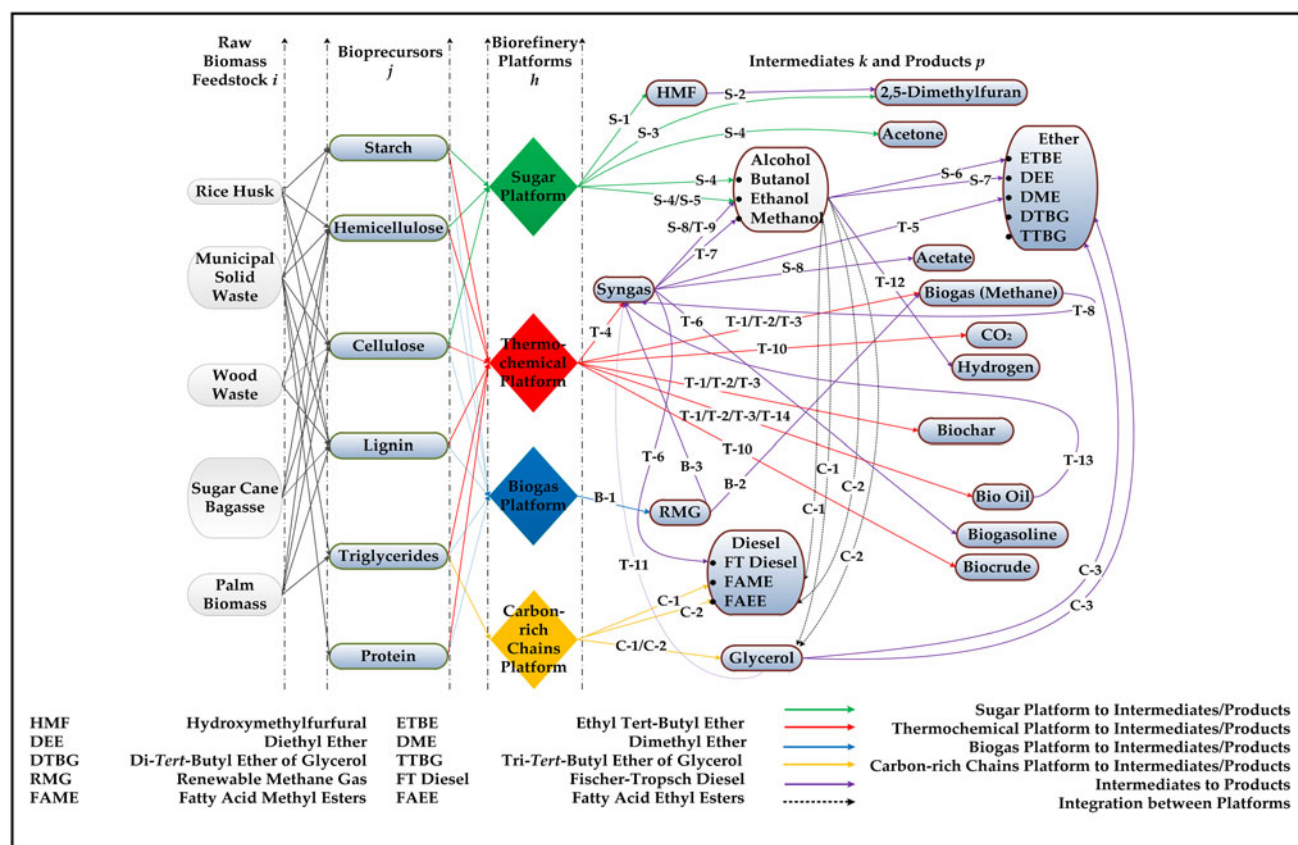 Raw
Biomass
Feedstock i
Bioprecursors
j
Biorefinery
Platforms
h
Intermediates k and Products p
Rice Husk
Municipal
Solid
Waste
Wood
Waste
Sugar Cane
Bagasse
Palm
Biomass
Starch
Hemicellulose
Cellulose
Lignin
Triglycerides
Protein
Sugar
Platform
Thermo-
chemical
Platform
Biogas
Platform
Carbon-
rich
Chains
Platform
HMF
S-2
2,5-Dimethylfuran
S-1
S-3
S-4
Acetone
Alcohol
Butanol
Ethanol
Methanol
S-4
S-4/S-5
S-8/T-9
T-7
S-6
S-7
Ether
ETBE
DEE
DME
DTBG
TTBG
T-5
S-8
Acetate
T-12
Syngas
T-4
T-6
T-1/T-2/T-3
Biogas (Methane)
T-8
T-10
CO₂
Hydrogen
T-1/T-2/T-3
Biochar
T-1/T-2/T-3/T-14
T-10
T-6
B-3
B-2
C-1
C-2
T-13
Bio Oil
B-1
RMG
C-1
Biogasoline
Diesel
FT Diesel
FAME
FAEE
C-2
Biocrude
T-11
C-3
C-3
C-1
C-2
C-1/C-2
Glycerol
HMF Hydroxymethylfurfural ETBE Ethyl Tert-Butyl Ether
DEE Diethyl Ether DME Dimethyl Ether
DTBG Di-Tert-Butyl Ether of Glycerol TTBG Tri-Tert-Butyl Ether of Glycerol
RMG Renewable Methane Gas FT Diesel Fischer-Tropsch Diesel
FAME Fatty Acid Methyl Esters FAEE Fatty Acid Ethyl Esters
Sugar Platform to Intermediates/Products
Thermochemical Platform to Intermediates/Products
Biogas Platform to Intermediates/Products
Carbon-rich Chains Platform to Intermediates/Products
Intermediates to Products
Integration between Platforms